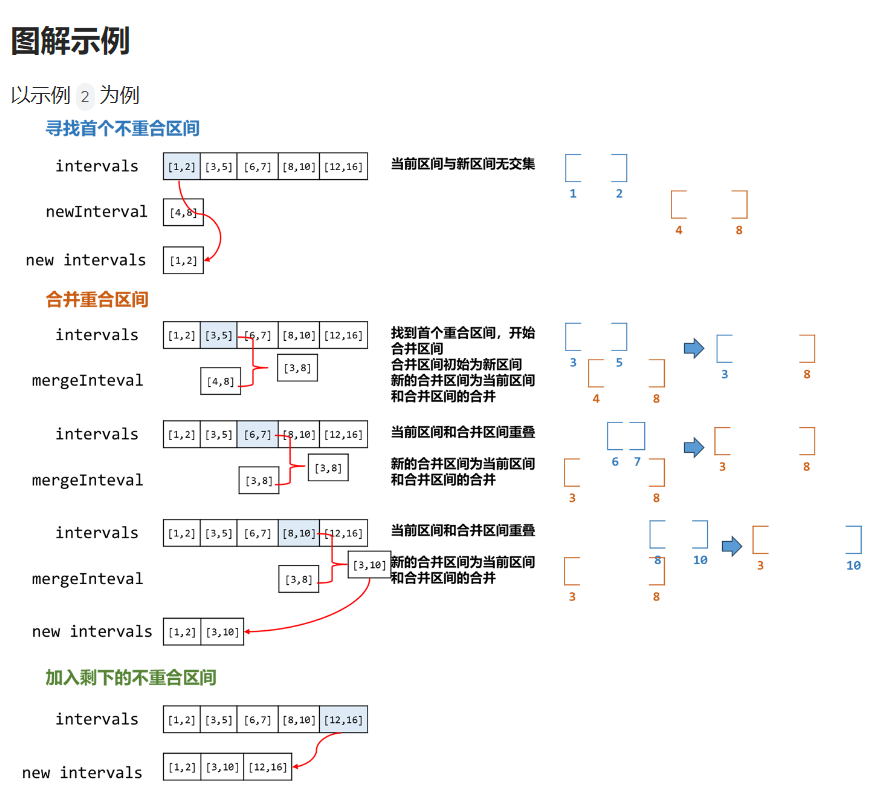 图解示例
以示例 2 为例
寻找首个不重合区间
intervals [1,2] [3,5] [6,7] [8,10] [12,16] 当前区间与新区间无交集
1 2
newInterval [4,8]
4 8
new intervals [1,2]
合并重合区间
intervals [1,2] [3,5] [6,7] [8,10] [12,16]
找到首个重合区间，开始
合并区间
合并区间初始为新区间
新的合并区间为当前区间
和合并区间的合并
mergeInteval [4,8] [3,8]
3 5
4 8
3 8
intervals [1,2] [3,5] [6,7] [8,10] [12,16] 当前区间和合并区间重叠
新的合并区间为当前区间
和合并区间的合并
mergeInteval [3,8] [3,8]
6 7
3 8
3 8
intervals [1,2] [3,5] [6,7] [8,10] [12,16] 当前区间和合并区间重叠
新的合并区间为当前区间
和合并区间的合并
mergeInteval [3,8] [3,10]
8 10
3 8
3 10
new intervals [1,2] [3,10]
加入剩下的不重合区间
intervals [1,2] [3,5] [6,7] [8,10] [12,16]
new intervals [1,2] [3,10] [12,16]